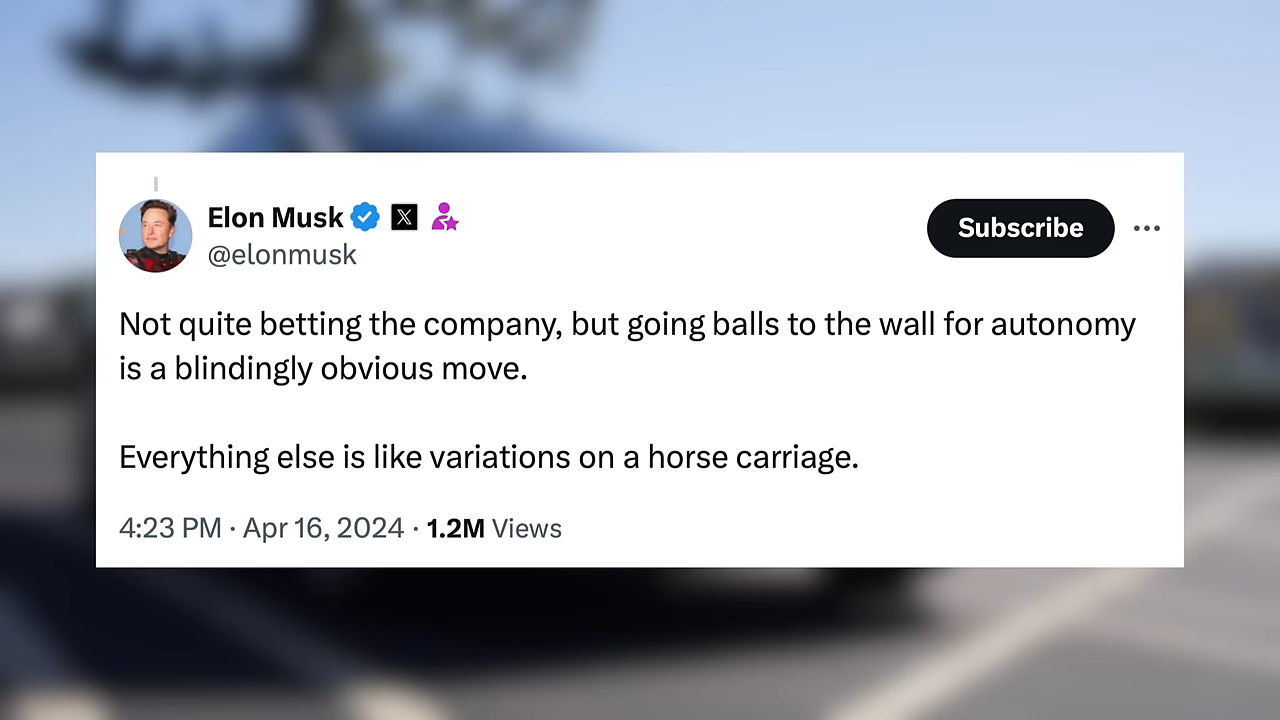 Elon Musk
@elonmusk
Subscribe
Not quite betting the company, but going balls to the wall for autonomy
is a blindingly obvious move.
Everything else is like variations on a horse carriage.
4:23 PM · Apr 16, 2024 · 1.2M Views